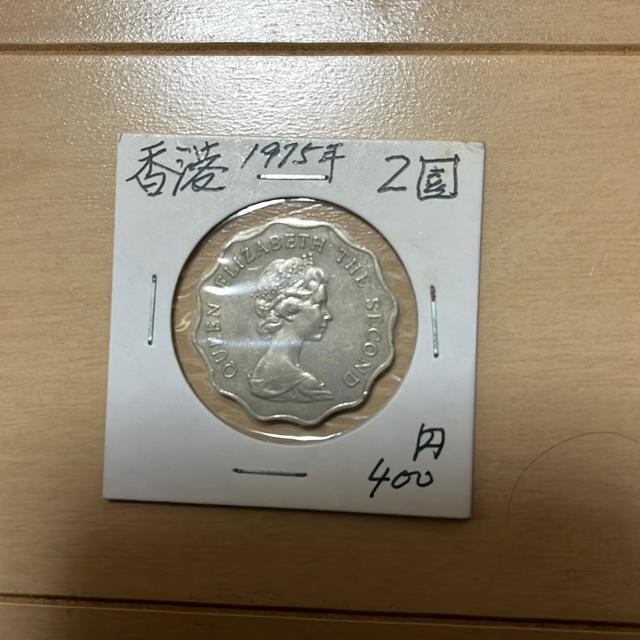 香港 1975年 2圓
QUEEN ELIZABETH THE SECOND
円
400